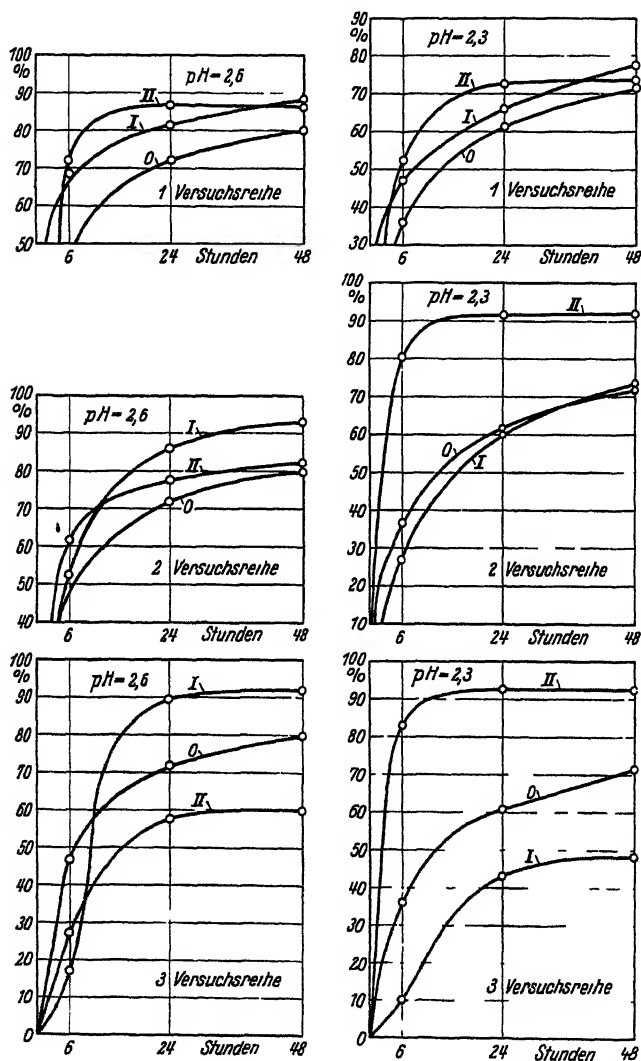 100
%
90
80
70
60
50
pH=2,6
II
I
0
1 Versuchsreihe
6 24 Stunden 48
90
%
80
70
60
50
40
30
pH=2,3
II
I
0
1 Versuchsreihe
6 24 Stunden 48
100
%
90
80
70
60
50
40
pH=2,6
I
II
0
2 Versuchsreihe
6 24 Stunden 48
100
%
90
80
70
60
50
40
30
20
10
pH=2,3
II
0
I
2 Versuchsreihe
6 24 Stunden 48
100
%
90
80
70
60
50
40
30
20
10
0
pH=2,6
I
0
II
3 Versuchsreihe
6 24 Stunden 48
100
%
90
80
70
60
50
40
30
20
10
0
pH=2,3
II
0
I
3 Versuchsreihe
6 24 Stunden 48